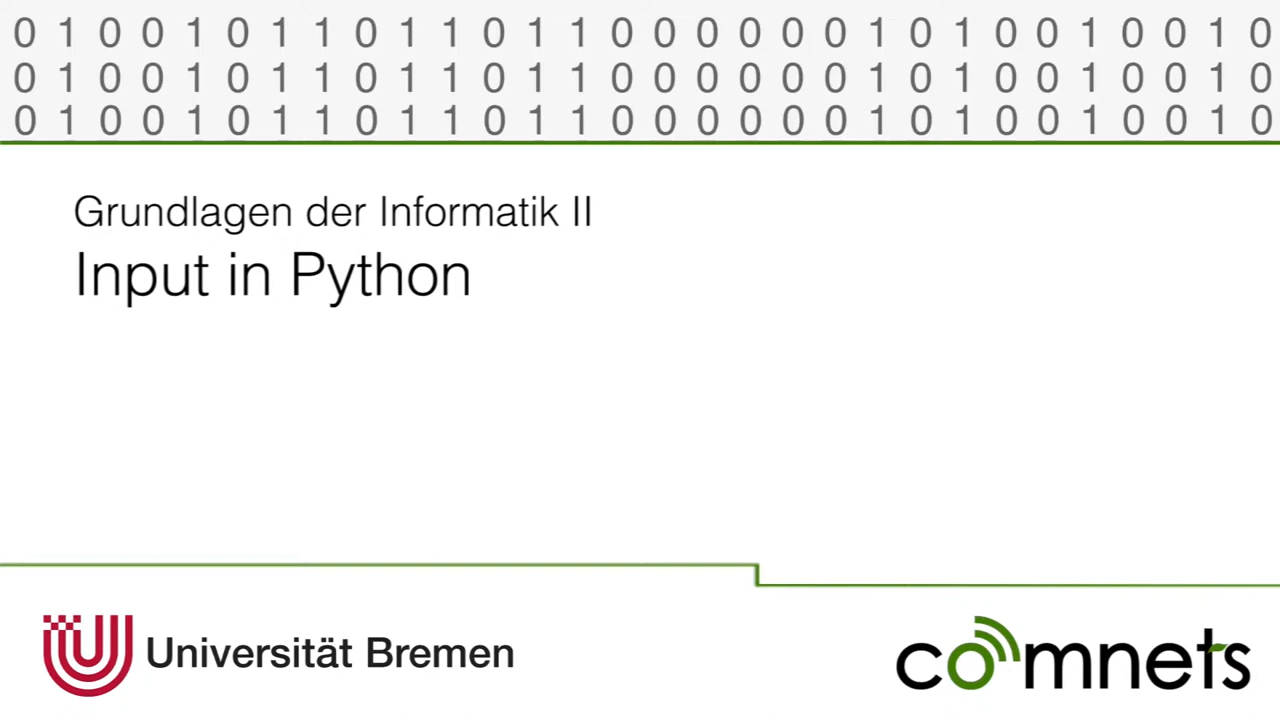 0 1 0 0 1 0 1 1 0 1 1 0 1 1 0 0 0 0 0 0 1 0 1 0 0 1 0 0 1 0
0 1 0 0 1 0 1 1 0 1 1 0 1 1 0 0 0 0 0 0 1 0 1 0 0 1 0 0 1 0
0 1 0 0 1 0 1 1 0 1 1 0 1 1 0 0 0 0 0 0 1 0 1 0 0 1 0 0 1 0
Grundlagen der Informatik II
Input in Python
Universität Bremen
comnets